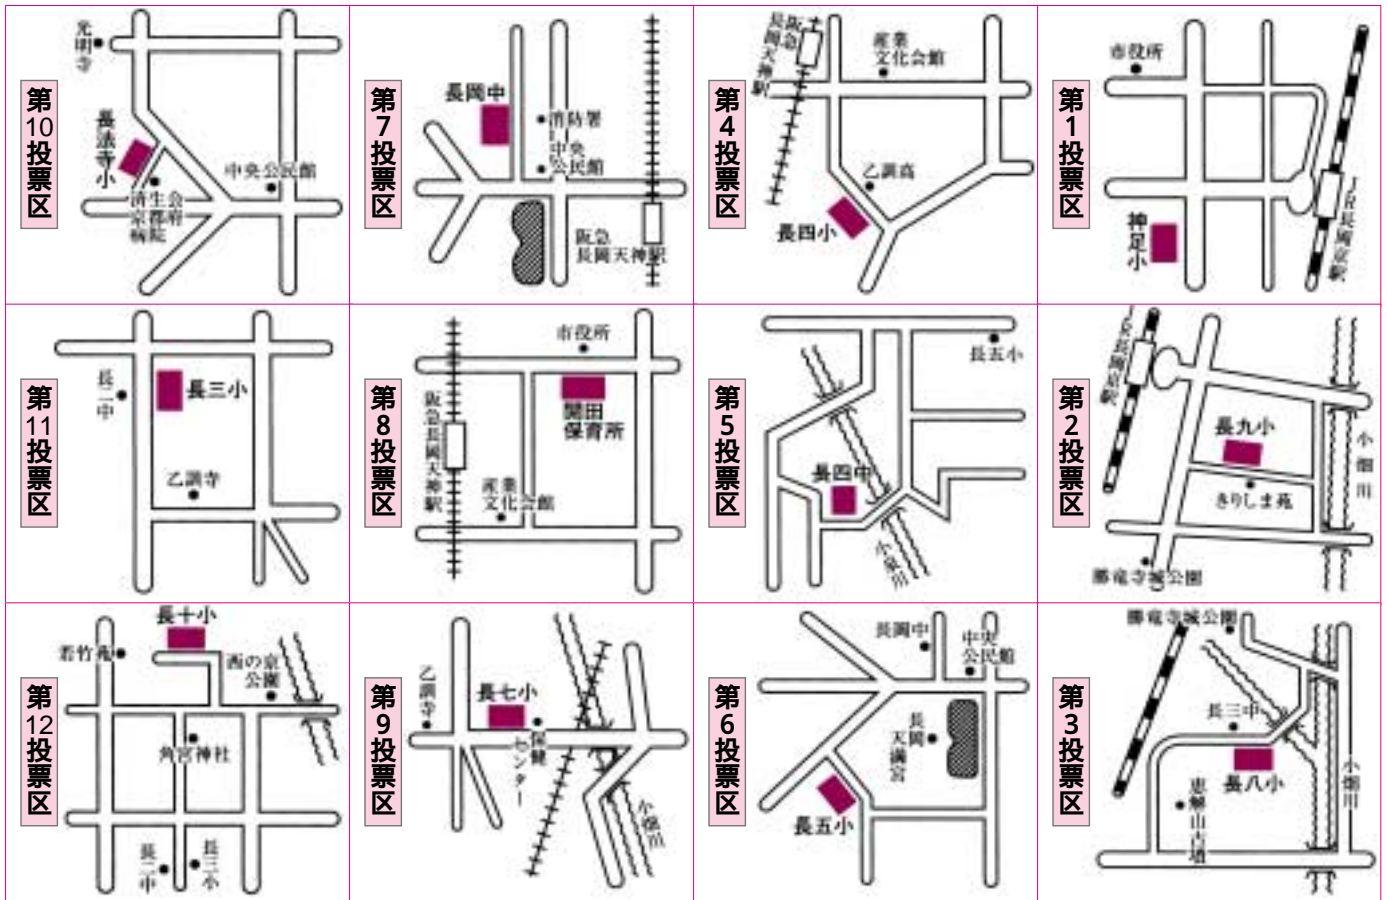 第1投票区
市役所
JR長岡京駅
神足小
第2投票区
JR長岡京駅
長九小
きりしま苑
小畑川
勝竜寺城公園
第3投票区
勝竜寺城公園
長三中
長八小
恵解山古墳
小畑川
第4投票区
阪急
長岡天神駅
産業
文化会館
乙訓高
長四小
第5投票区
長五小
長四中
小泉川
第6投票区
長岡中
中央
公民館
長岡
天満宮
長五小
第7投票区
長岡中
消防署
中央
公民館
阪急
長岡天神駅
第8投票区
市役所
開田
保育所
阪急長岡天神駅
産業
文化会館
第9投票区
乙訓寺
長七小
保健
センター
小畑川
第10投票区
光明寺
長法寺小
中央公民館
済生会
京都府
病院
第11投票区
長二中
長三小
乙訓寺
第12投票区
長十小
若竹苑
西の京
公園
角宮神社
長二中
長三小